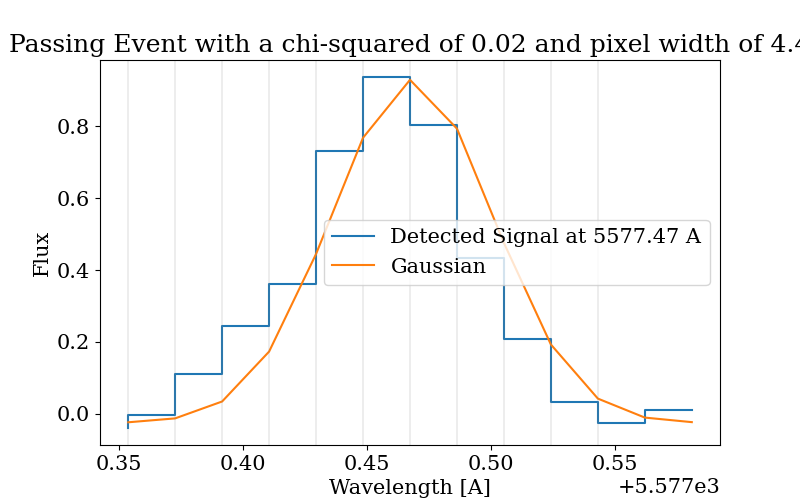 Passing Event with a chi-squared of 0.02 and pixel width of 4.4
Flux
0.8
0.6
0.4
0.2
0.0
Detected Signal at 5577.47 A
Gaussian
0.35 0.40 0.45 0.50 0.55
Wavelength [A]
+5.577e3